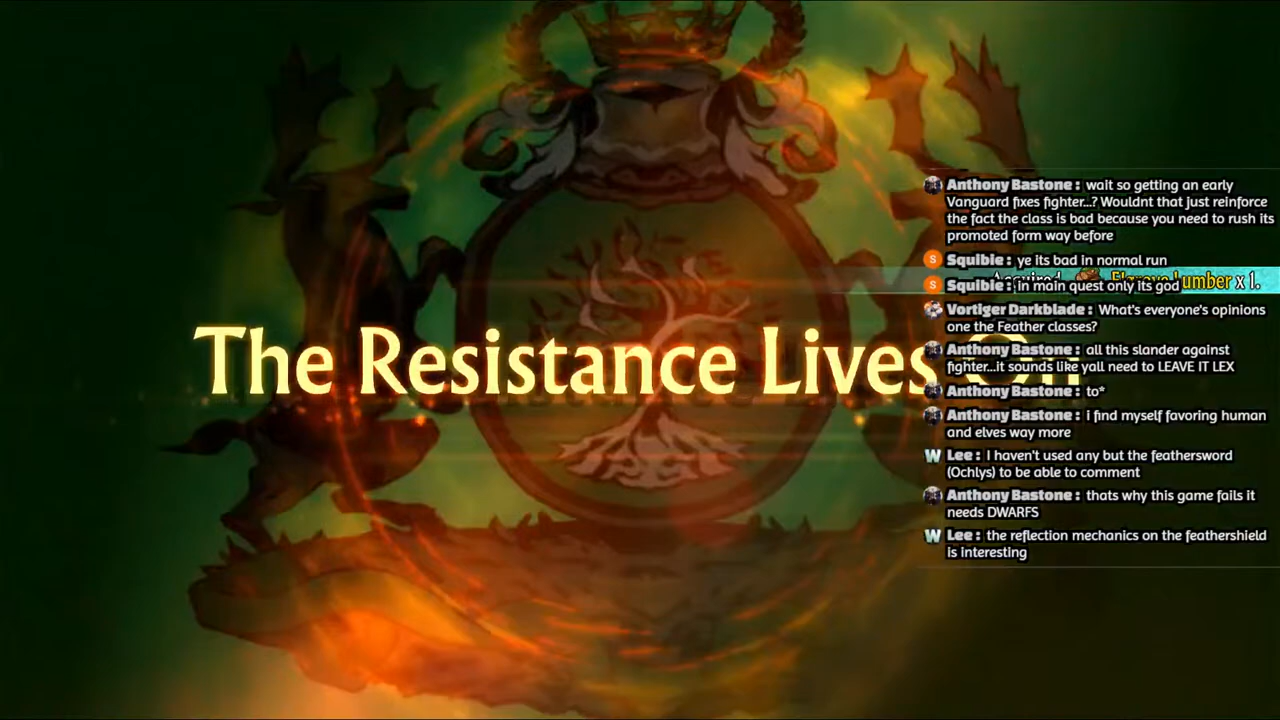 Anthony Bastone : wait so getting an early
Vanguard fixes fighter...? Wouldnt that just reinforce
the fact the class is bad because you need to rush its
promoted form way before
Squibie : ye its bad in normal run
Squibie : in main quest only its god
umber x 1.
Vortiger Darkblade : What's everyone's opinions
one the Feather classes?
The Resistance Lives On
Anthony Bastone : all this slander against
fighter...it sounds like yall need to LEAVE IT LEX
Anthony Bastone : to*
Anthony Bastone : i find myself favoring human
and elves way more
W Lee : I haven't used any but the feathersword
(Ochlys) to be able to comment
Anthony Bastone : thats why this game fails it
needs DWARFS
W Lee : the reflection mechanics on the feathershield
is interesting